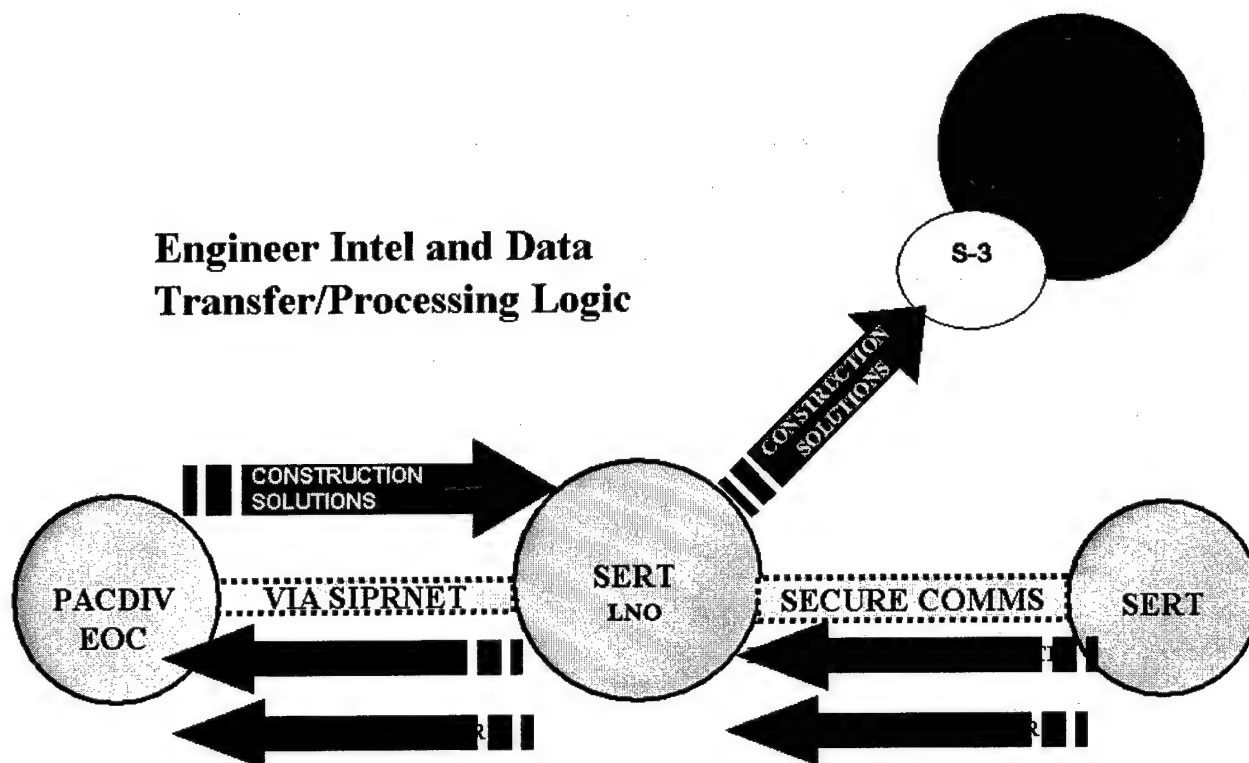 S-3
Engineer Intel and Data
Transfer/Processing Logic
CONSTRUCTION
SOLUTIONS
CONSTRUCTION
SOLUTIONS
PACDIV
EOC
VIA SIPRNET
SERT
LNO
SECURE COMMS
SERT